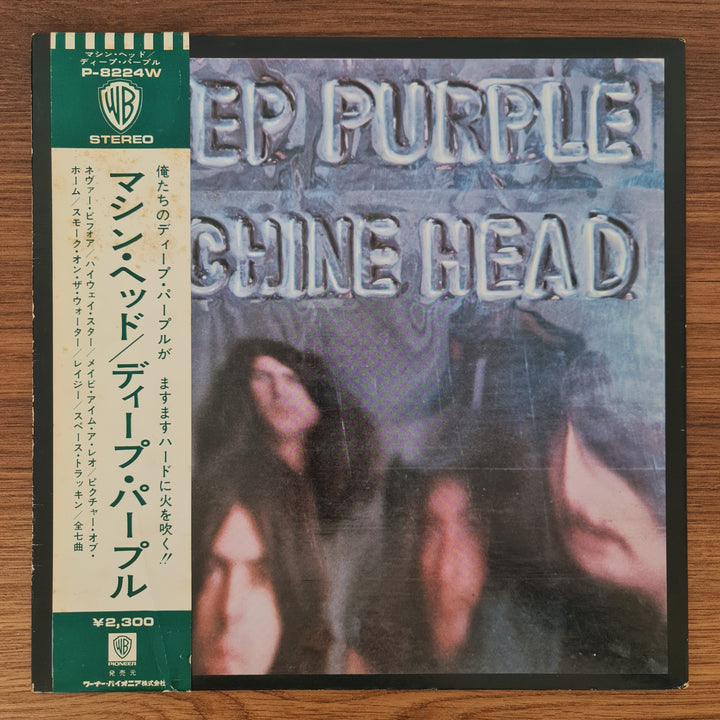 マシン・ヘッド/
ディープ・パープル
P-8224W
WB
STEREO
俺たちのディープ・パープルが ますますハードに火を吹く!!
マシン・ヘッド/ディープ・パープル
ネヴァー・ビフォア/ハイウェイ・スター/メイビ・アイム・ア・レオ/ピクチャー・オブ・
ホーム/スモーク・オン・ザ・ウォーター/レイジー/スペース・トラッキン/全七曲
¥2,300
WB
PIONEER
発売元
ワーナー・パイオニア株式会社
EP PURPLE
CHINE HEAD